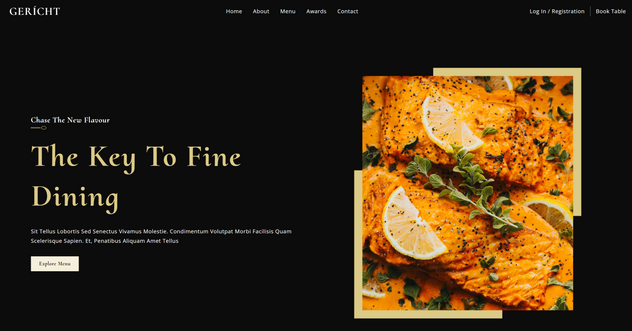 GERÍCHT
Home About Menu Awards Contact
Log In / Registration Book Table
Chase The New Flavour
The Key To Fine
Dining
Sit Tellus Lobortis Sed Senectus Vivamus Molestie. Condimentum Volutpat Morbi Facilisis Quam
Scelerisque Sapien. Et, Penatibus Aliquam Amet Tellus
Explore Menu